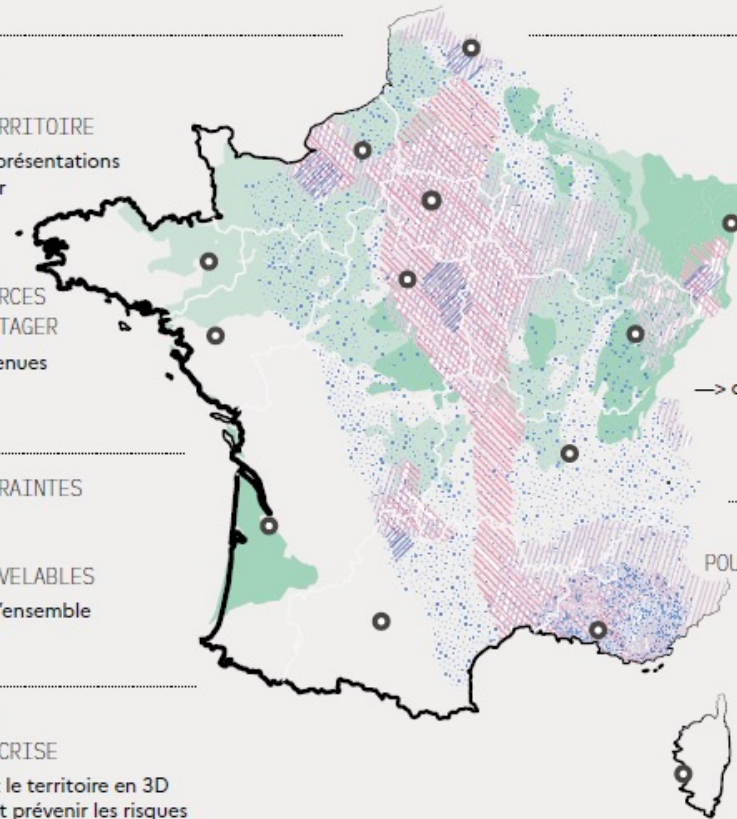 RRITOIRE
présentations
r
RCES
TAGER
enues
—> c
RAINTES
VELABLES
'ensemble
POU
CRISE
t le territoire en 3D
t prévenir les risques